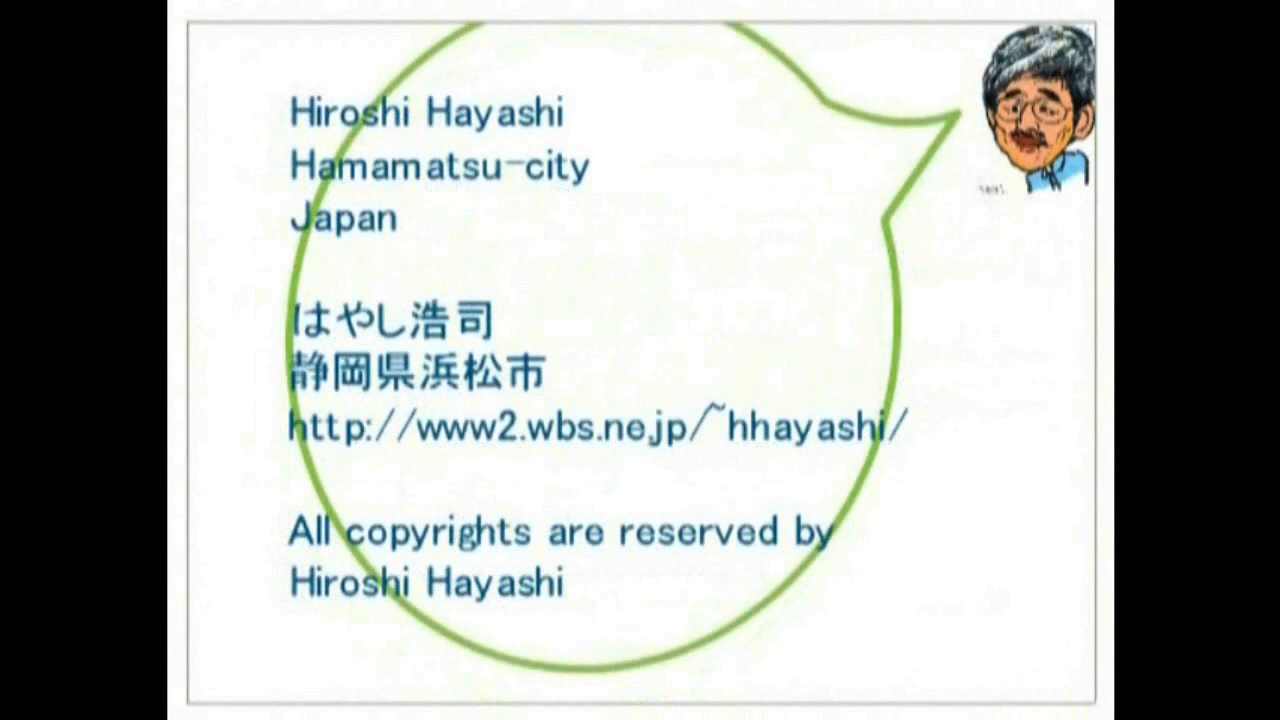 Hiroshi Hayashi
Hamamatsu-city
Japan
はやし浩司
静岡県浜松市
http://www2.wbs.ne.jp/~hhayashi/
All copyrights are reserved by
Hiroshi Hayashi